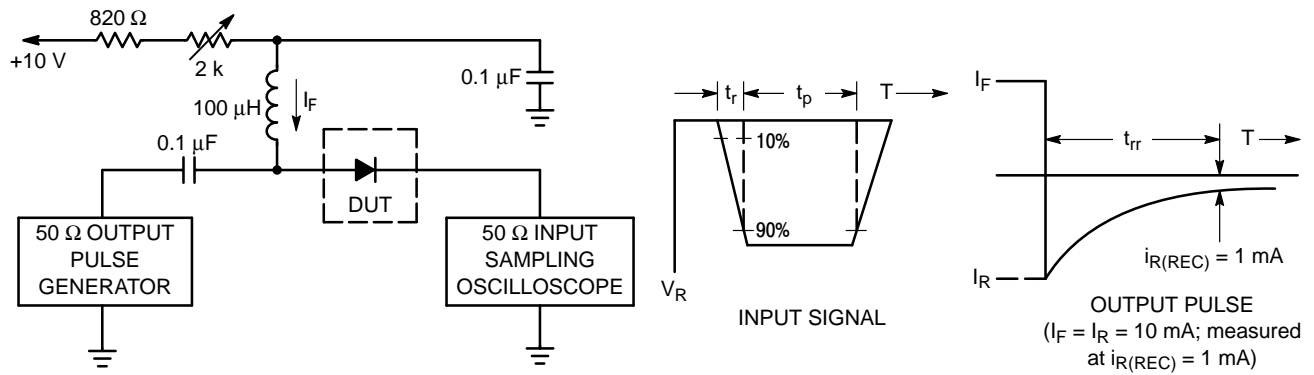 820 Ω
+10 V
2 k
100 μH
I_F
0.1 μF
0.1 μF
DUT
50 Ω OUTPUT
PULSE
GENERATOR
50 Ω INPUT
SAMPLING
OSCILLOSCOPE
t_r
t_p
T
10%
90%
V_R
INPUT SIGNAL
I_F
t_rr
T
I_R
i_R(REC) = 1 mA
OUTPUT PULSE
(I_F = I_R = 10 mA; measured
at i_R(REC) = 1 mA)